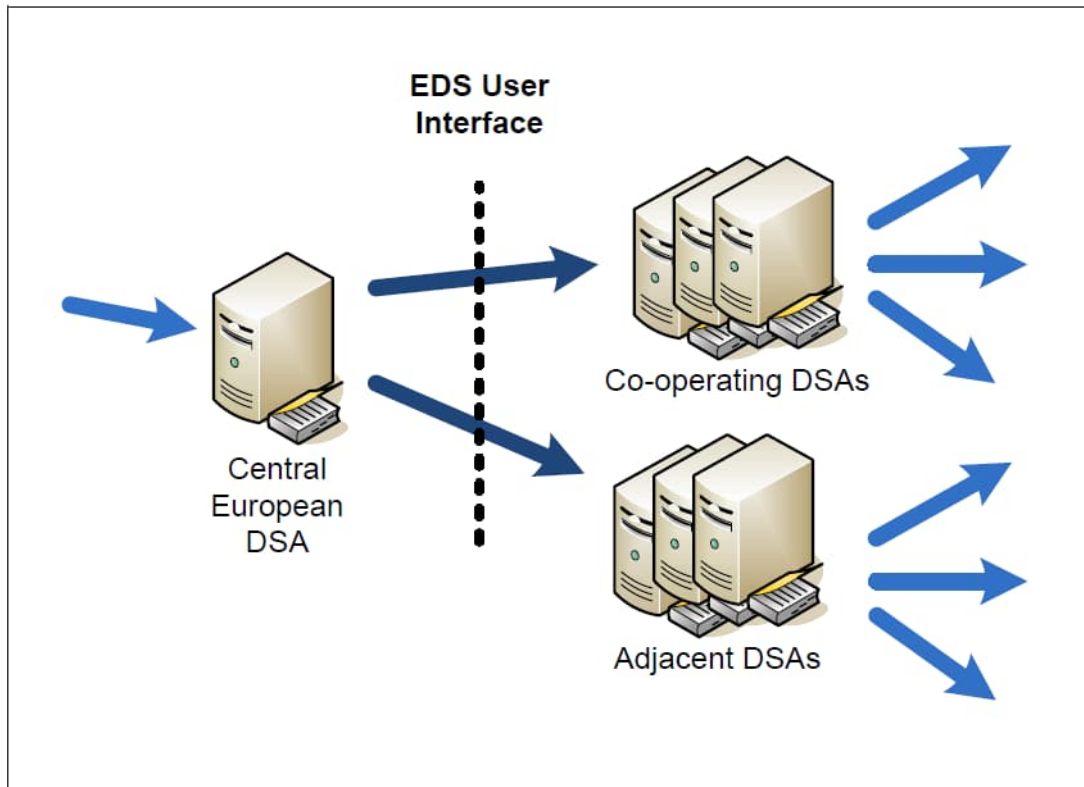 EDS User
Interface
Co-operating DSAs
Central
European
DSA
Adjacent DSAs